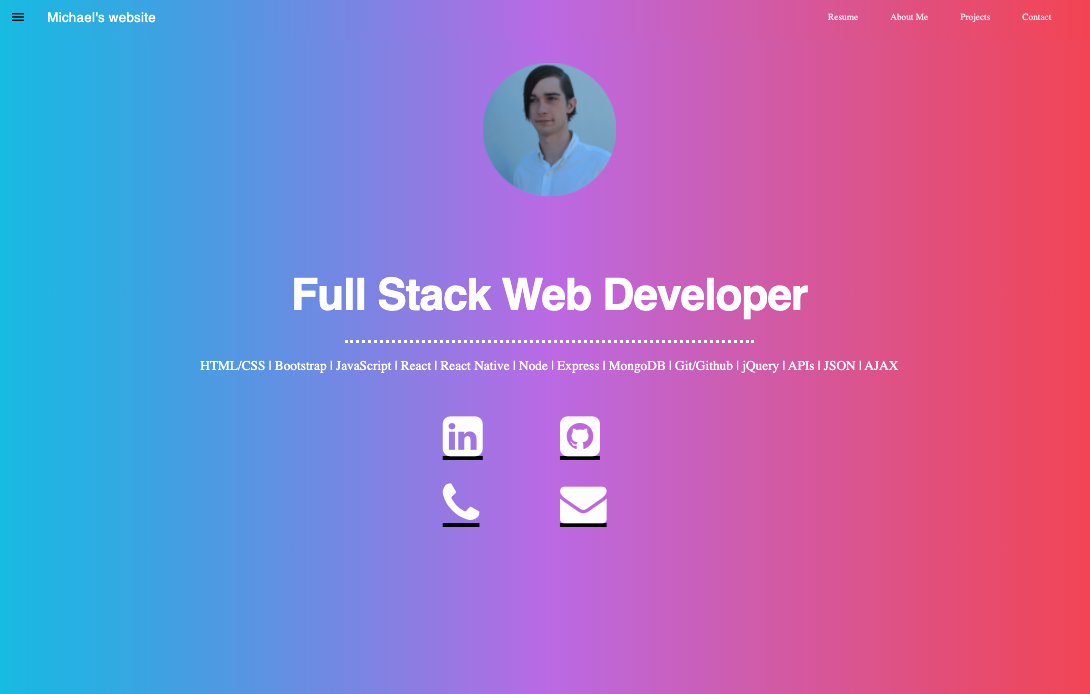 Michael's website
Resume
About Me
Projects
Contact
Full Stack Web Developer
HTML/CSS | Bootstrap | JavaScript | React | React Native | Node | Express | MongoDB | Git/Github | jQuery | APIs | JSON | AJAX
in